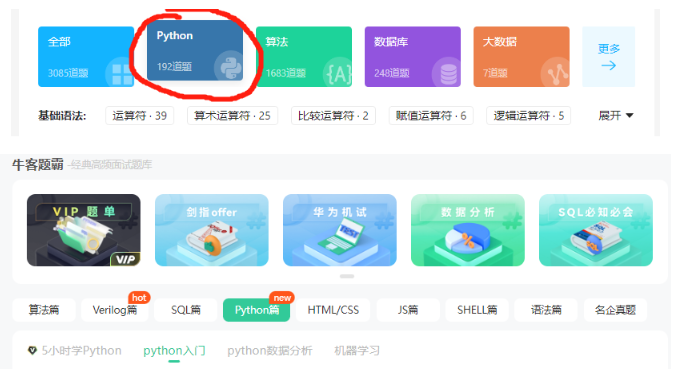 全部
Python
算法
数据库
大数据
更多
3085道题
192道题
1683道题
248道题
7道题
{A}
基础语法:
运算符 · 39
算术运算符 · 25
比较运算符 · 2
赋值运算符 · 6
逻辑运算符 · 5
展开
牛客题霸 -经典高频面试题库
VIP 题单
剑指offer
华为机试
数据分析
SQL必知必会
VIP
TEST
hot
new
算法篇
Verilog篇
SQL篇
Python篇
HTML/CSS
JS篇
SHELL篇
语法篇
名企真题
5小时学Python
python入门
python数据分析
机器学习